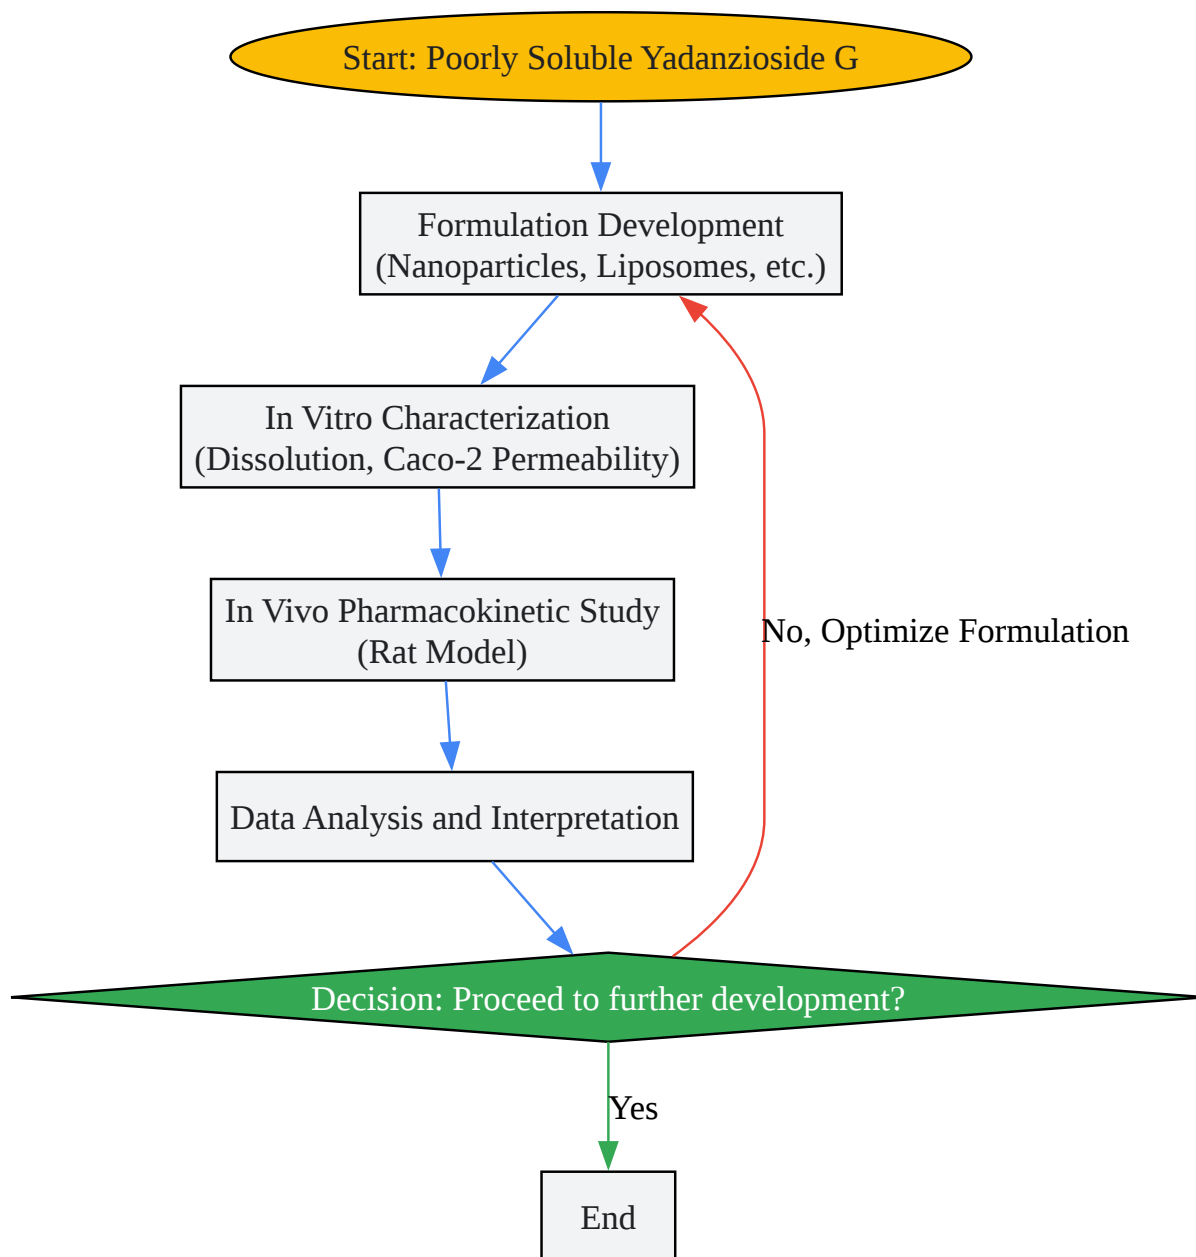 Start: Poorly Soluble Yadanzioside G
Formulation Development
(Nanoparticles, Liposomes, etc.)
In Vitro Characterization
(Dissolution, Caco-2 Permeability)
In Vivo Pharmacokinetic Study
(Rat Model)
No, Optimize Formulation
Data Analysis and Interpretation
Decision: Proceed to further development?
Yes
End